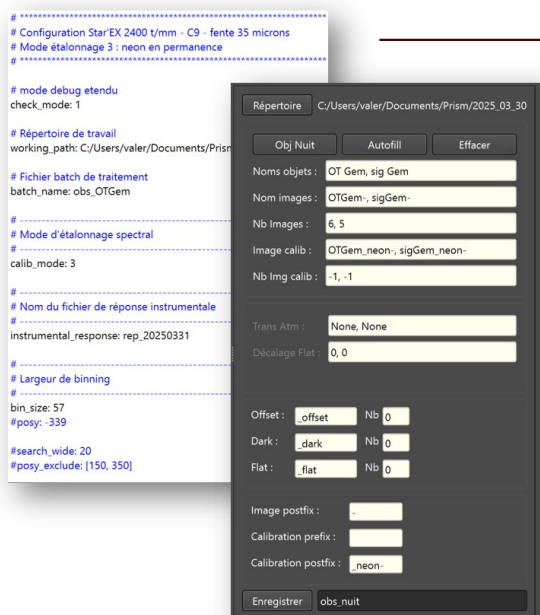 # ******************************************************************
# Configuration Star'EX 2400 t/mm - C9 - fente 35 microns
# Mode étalonnage 3 : neon en permanence
# ******************************************************************
# mode debug etendu
check_mode: 1
# Répertoire de travail
working_path: C:/Users/valer/Documents/Prism
# Fichier batch de traitement
batch_name: obs_OTGem
# ------------------------------------------------------
# Mode d'étalonnage spectral
# ------------------------------------------------------
calib_mode: 3
# ------------------------------------------------------
# Nom du fichier de réponse instrumentale
# ------------------------------------------------------
instrumental_response: rep_20250331
# ------------------------------------------------------
# Largeur de binning
# ------------------------------------------------------
bin_size: 57
#posy: -339
#search_wide: 20
#posy_exclude: [150, 350]
Répertoire C:/Users/valer/Documents/Prism/2025_03_30
Obj Nuit Autofill Effacer
Noms objets : OT Gem, sig Gem
Nom images : OTGem-, sigGem-
Nb Images : 6, 5
Image calib : OTGem_neon-, sigGem_neon-
Nb Img calib : -1, -1
Trans Atm : None, None
Décalage Flat : 0, 0
Offset : _offset Nb 0
Dark : _dark Nb 0
Flat : _flat Nb 0
Image postfix : -
Calibration prefix :
Calibration postfix : _neon-
Enregistrer obs_nuit